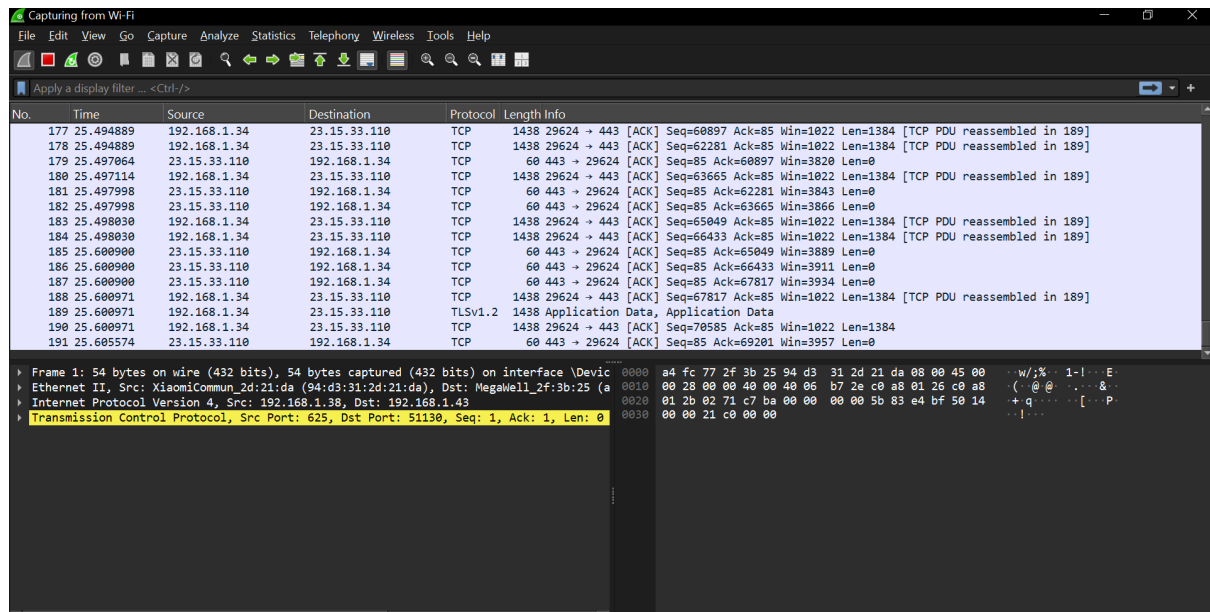 Capturing from Wi-Fi
File Edit View Go Capture Analyze Statistics Telephony Wireless Tools Help
Apply a display filter ... <Ctrl-/>
No. Time Source Destination Protocol Length Info
177 25.494889 192.168.1.34 23.15.33.110 TCP 1438 29624 → 443 [ACK] Seq=60897 Ack=85 Win=1022 Len=1384 [TCP PDU reassembled in 189]
178 25.494889 192.168.1.34 23.15.33.110 TCP 1438 29624 → 443 [ACK] Seq=62281 Ack=85 Win=1022 Len=1384 [TCP PDU reassembled in 189]
179 25.497064 23.15.33.110 192.168.1.34 TCP 60 443 → 29624 [ACK] Seq=85 Ack=60897 Win=3820 Len=0
180 25.497114 192.168.1.34 23.15.33.110 TCP 1438 29624 → 443 [ACK] Seq=63665 Ack=85 Win=1022 Len=1384 [TCP PDU reassembled in 189]
181 25.497998 23.15.33.110 192.168.1.34 TCP 60 443 → 29624 [ACK] Seq=85 Ack=62281 Win=3843 Len=0
182 25.497998 23.15.33.110 192.168.1.34 TCP 60 443 → 29624 [ACK] Seq=85 Ack=63665 Win=3866 Len=0
183 25.498030 192.168.1.34 23.15.33.110 TCP 1438 29624 → 443 [ACK] Seq=65049 Ack=85 Win=1022 Len=1384 [TCP PDU reassembled in 189]
184 25.498030 192.168.1.34 23.15.33.110 TCP 1438 29624 → 443 [ACK] Seq=66433 Ack=85 Win=1022 Len=1384 [TCP PDU reassembled in 189]
185 25.600900 23.15.33.110 192.168.1.34 TCP 60 443 → 29624 [ACK] Seq=85 Ack=65049 Win=3889 Len=0
186 25.600900 23.15.33.110 192.168.1.34 TCP 60 443 → 29624 [ACK] Seq=85 Ack=66433 Win=3911 Len=0
187 25.600900 23.15.33.110 192.168.1.34 TCP 60 443 → 29624 [ACK] Seq=85 Ack=67817 Win=3934 Len=0
188 25.600971 192.168.1.34 23.15.33.110 TCP 1438 29624 → 443 [ACK] Seq=67817 Ack=85 Win=1022 Len=1384 [TCP PDU reassembled in 189]
189 25.600971 192.168.1.34 23.15.33.110 TLSv1.2 1438 Application Data, Application Data
190 25.600971 192.168.1.34 23.15.33.110 TCP 1438 29624 → 443 [ACK] Seq=70585 Ack=85 Win=1022 Len=1384
191 25.605574 23.15.33.110 192.168.1.34 TCP 60 443 → 29624 [ACK] Seq=85 Ack=69201 Win=3957 Len=0
Frame 1: 54 bytes on wire (432 bits), 54 bytes captured (432 bits) on interface \Devic
Ethernet II, Src: XiaomiCommun_2d:21:da (94:d3:31:2d:21:da), Dst: MegaWell_2f:3b:25 (a
Internet Protocol Version 4, Src: 192.168.1.38, Dst: 192.168.1.43
Transmission Control Protocol, Src Port: 625, Dst Port: 51130, Seq: 1, Ack: 1, Len: 0
0000 a4 fc 77 2f 3b 25 94 d3 31 2d 21 da 08 00 45 00 ··w/;%·· 1-!···E·
0010 00 28 00 00 40 00 40 06 b7 2e c0 a8 01 26 c0 a8 ·(··@·@· ·.···&··
0020 01 2b 02 71 c7 ba 00 00 00 00 5b 83 e4 bf 50 14 ·+·q···· ··[···P·
0030 00 00 21 c0 00 00 ··!···